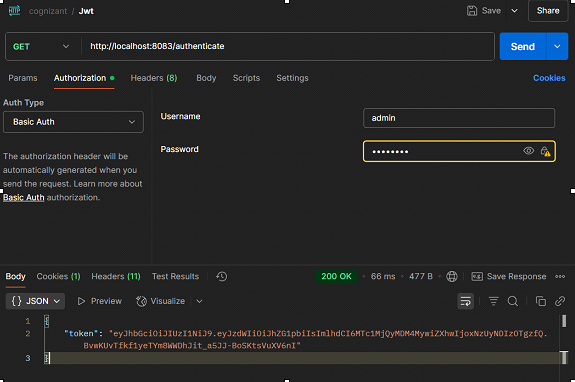 HTTP cognizant / Jwt Save Share
GET http://localhost:8083/authenticate Send
Params Authorization Headers (8) Body Scripts Settings Cookies
Auth Type
Basic Auth
The authorization header will be
automatically generated when you
send the request. Learn more about
Basic Auth authorization.
Username admin
Password ••••••••
Body Cookies (1) Headers (11) Test Results 200 OK • 66 ms • 477 B Save Response
{} JSON Preview Visualize
1 {
2 "token": "eyJhbGciOiJIUzI1NiJ9.eyJzdWIiOiJhZG1pbiIsImlhdCI6MTc1MjQyMDM4MywiZXhwIjoxNzUyNDIzOTgzfQ.
BvwKUvTfkf1yeTYm8WWDhJit_a5JJ-BoSKtsVuXV6nI"
3 }